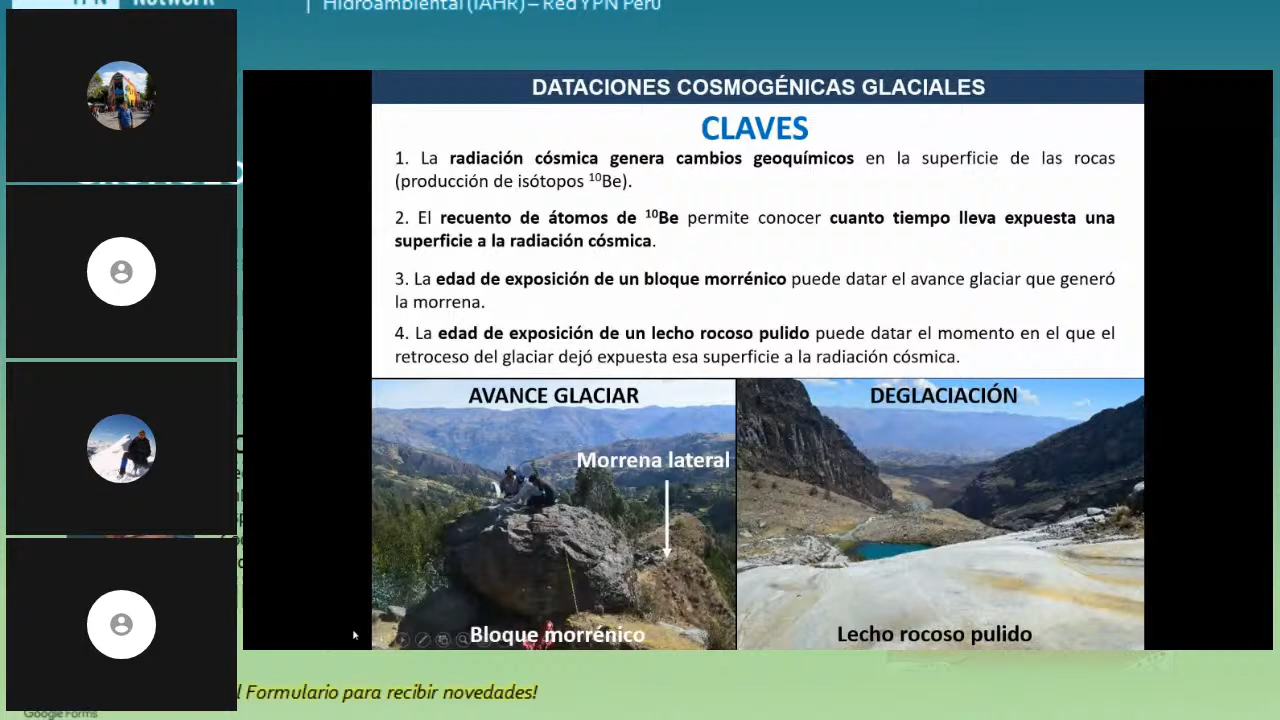 YPN Network
Hidroambiental (IAHR) – Red YPN Perú
DATACIONES COSMOGÉNICAS GLACIALES
CLAVES
1. La radiación cósmica genera cambios geoquímicos en la superficie de las rocas
(producción de isótopos ¹⁰Be).
2. El recuento de átomos de ¹⁰Be permite conocer cuanto tiempo lleva expuesta una
superficie a la radiación cósmica.
3. La edad de exposición de un bloque morrénico puede datar el avance glaciar que generó
la morrena.
4. La edad de exposición de un lecho rocoso pulido puede datar el momento en el que el
retroceso del glaciar dejó expuesta esa superficie a la radiación cósmica.
AVANCE GLACIAR
Morrena lateral
Bloque morrénico
DEGLACIACIÓN
Lecho rocoso pulido
l Formulario para recibir novedades!
Google Forms